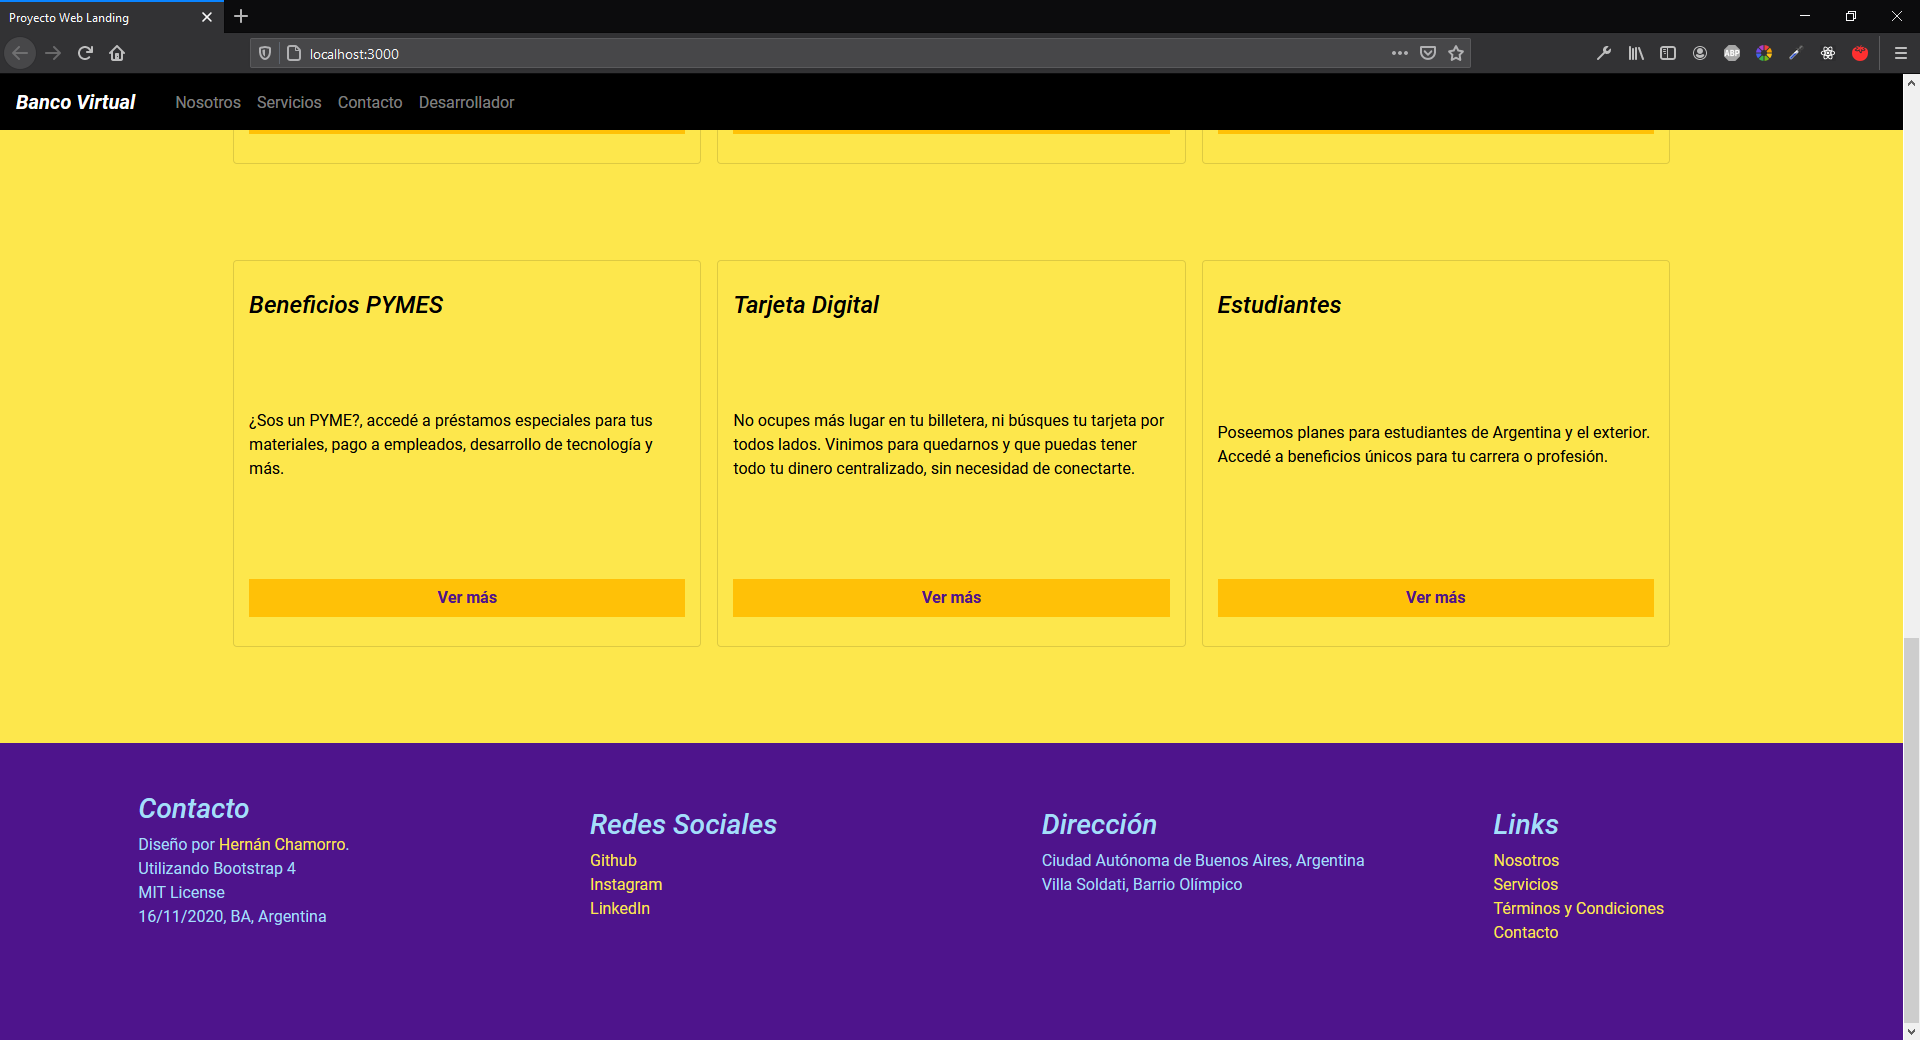 Proyecto Web Landing
localhost:3000
ABP
Banco Virtual
Nosotros
Servicios
Contacto
Desarrollador
Beneficios PYMES
¿Sos un PYME?, accedé a préstamos especiales para tus
materiales, pago a empleados, desarrollo de tecnología y
más.
Ver más
Tarjeta Digital
No ocupes más lugar en tu billetera, ni búsques tu tarjeta por
todos lados. Vinimos para quedarnos y que puedas tener
todo tu dinero centralizado, sin necesidad de conectarte.
Ver más
Estudiantes
Poseemos planes para estudiantes de Argentina y el exterior.
Accedé a beneficios únicos para tu carrera o profesión.
Ver más
Contacto
Diseño por Hernán Chamorro.
Utilizando Bootstrap 4
MIT License
16/11/2020, BA, Argentina
Redes Sociales
Github
Instagram
LinkedIn
Dirección
Ciudad Autónoma de Buenos Aires, Argentina
Villa Soldati, Barrio Olímpico
Links
Nosotros
Servicios
Términos y Condiciones
Contacto